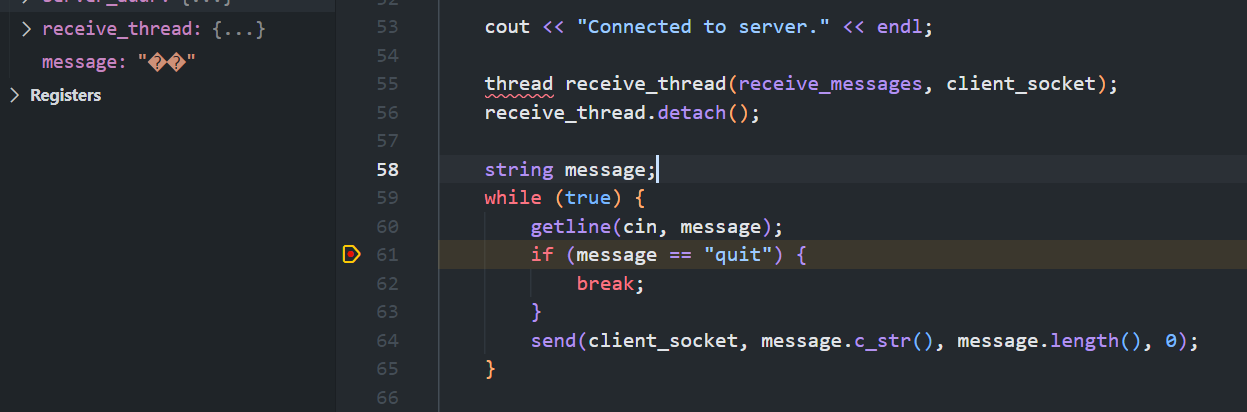 server_addr: {...}
receive_thread: {...}
message: "��"
Registers
52
53 cout << "Connected to server." << endl;
54
55 thread receive_thread(receive_messages, client_socket);
56 receive_thread.detach();
57
58 string message;
59 while (true) {
60 getline(cin, message);
61 if (message == "quit") {
62 break;
63 }
64 send(client_socket, message.c_str(), message.length(), 0);
65 }
66